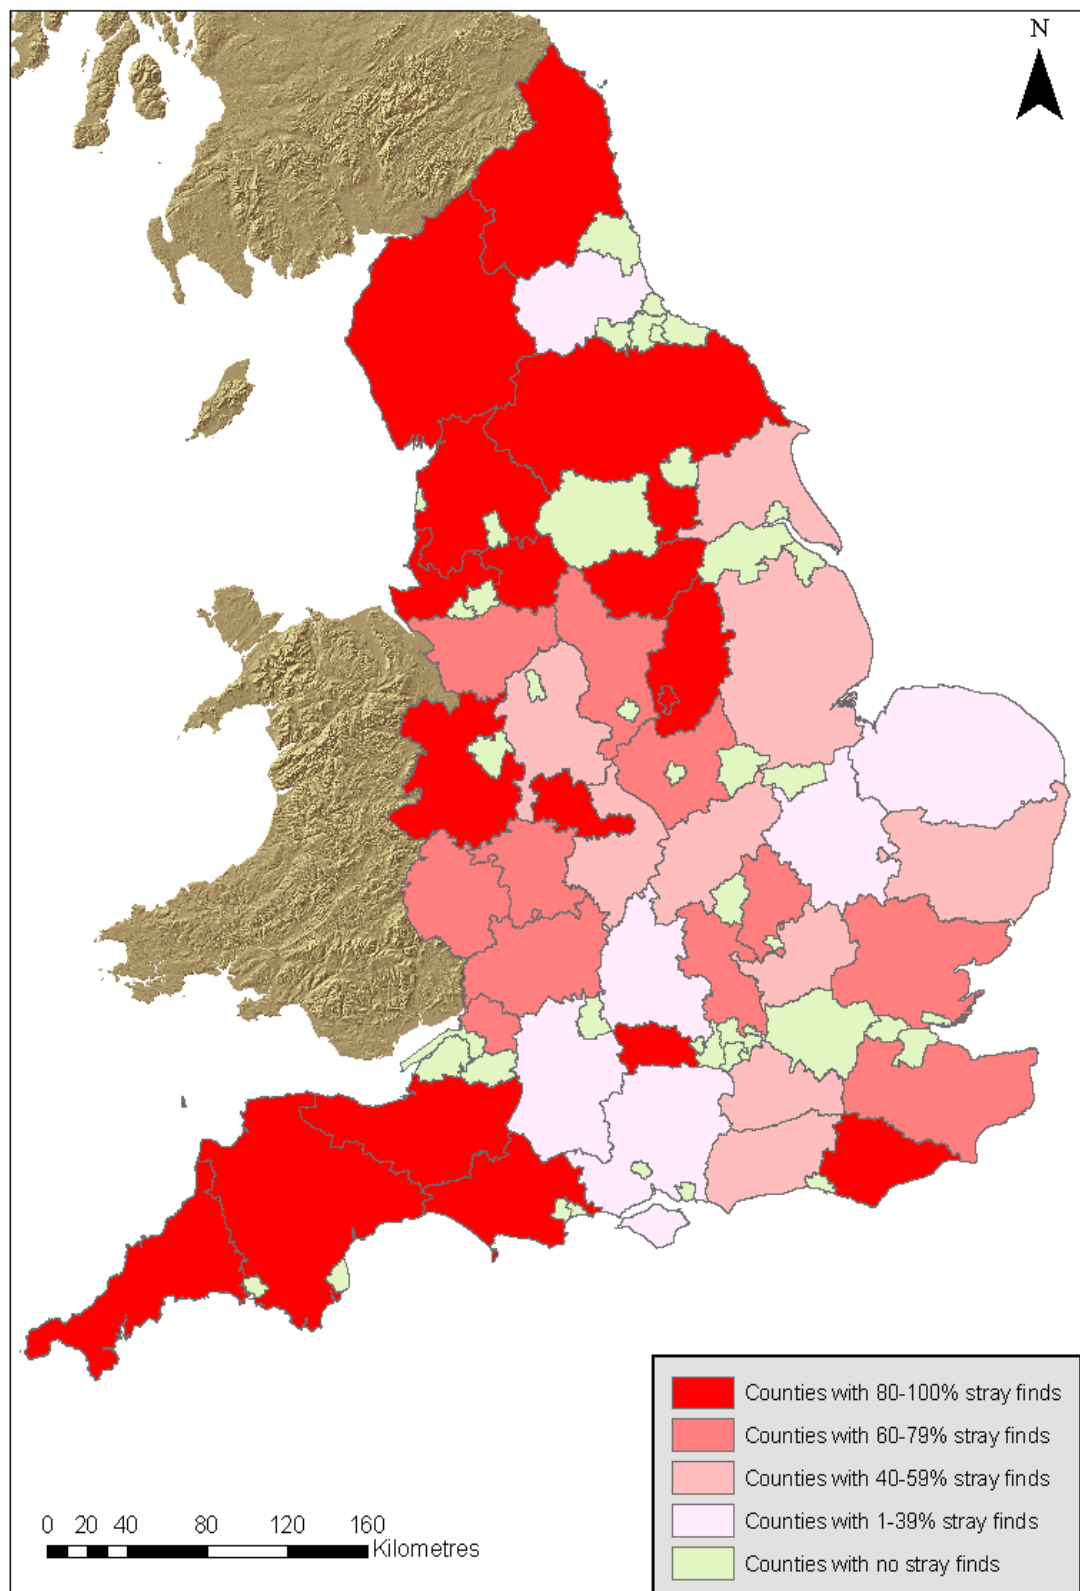 N
Counties with 80-100% stray finds
Counties with 60-79% stray finds
Counties with 40-59% stray finds
Counties with 1-39% stray finds
Counties with no stray finds
0 20 40 80 120 160
Kilometres